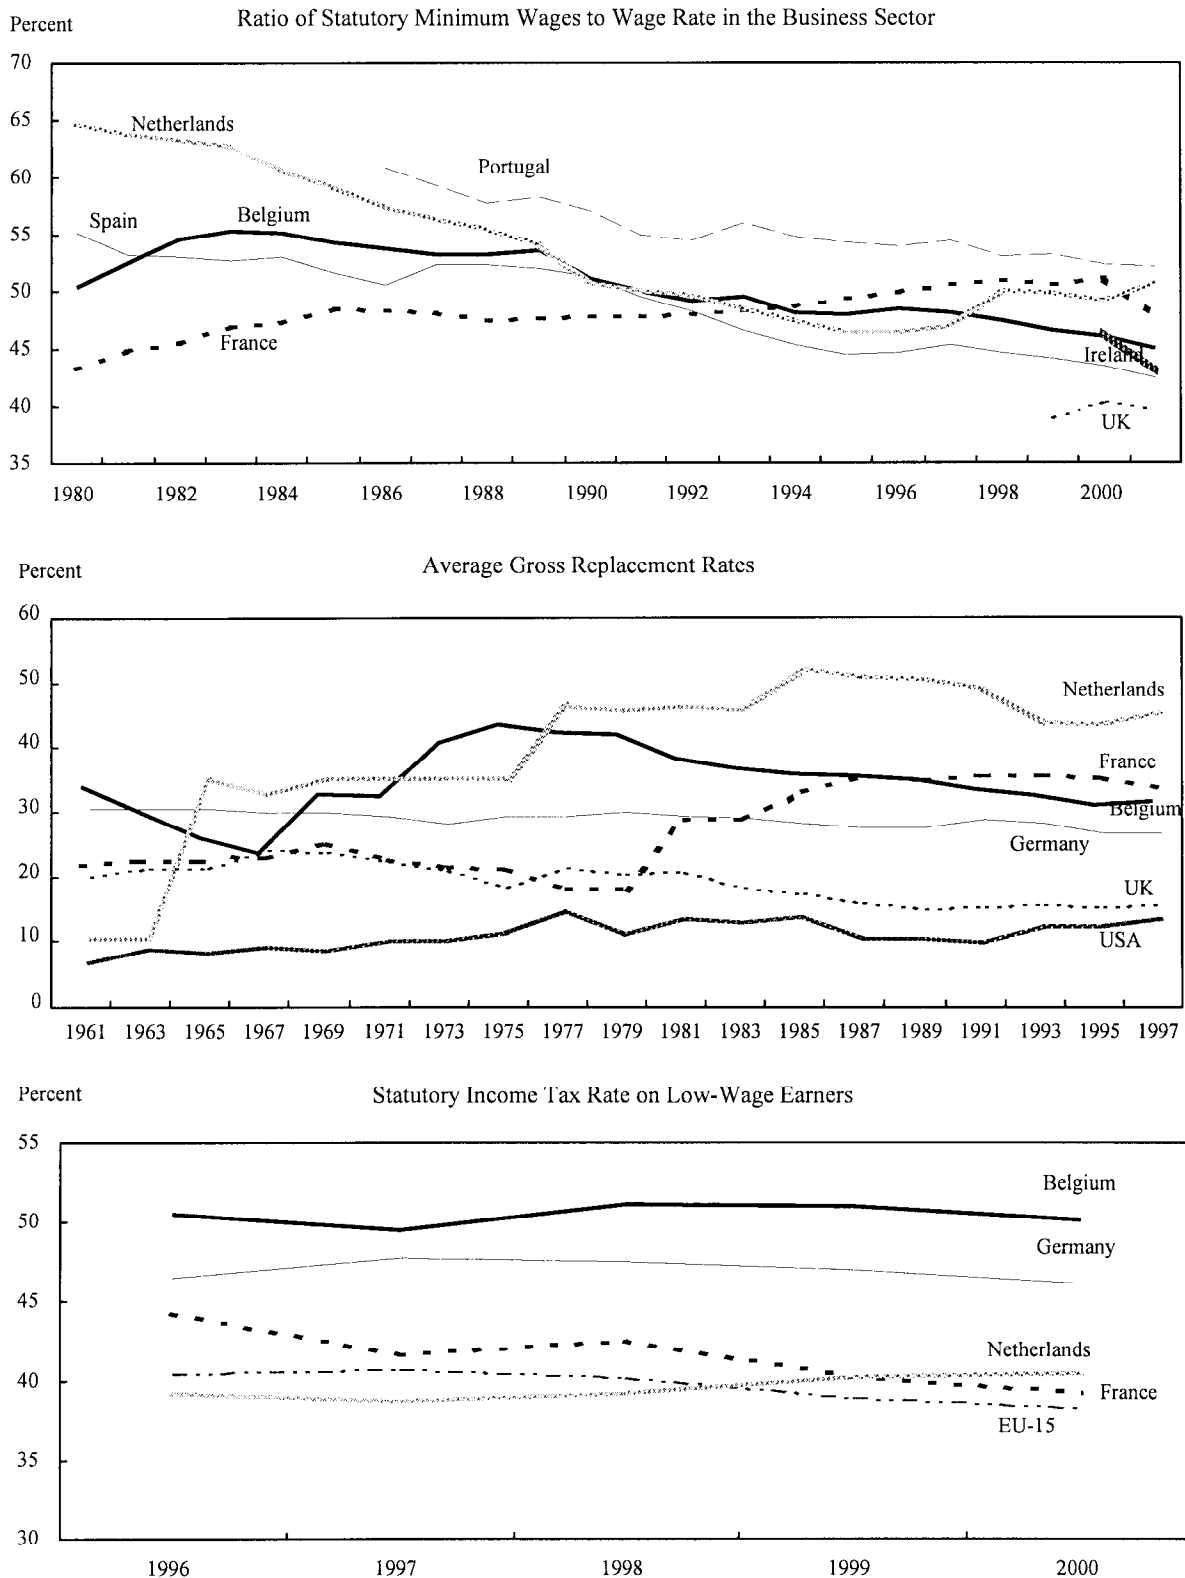 Ratio of Statutory Minimum Wages to Wage Rate in the Business Sector
Percent
70
65
Netherlands
60
Portugal
55
Spain
Belgium
50
France
45
Ireland
40
UK
35
1980 1982 1984 1986 1988 1990 1992 1994 1996 1998 2000
Average Gross Replacement Rates
Percent
60
50
Netherlands
40
France
30
Belgium
Germany
20
UK
10
USA
0
1961 1963 1965 1967 1969 1971 1973 1975 1977 1979 1981 1983 1985 1987 1989 1991 1993 1995 1997
Percent
Statutory Income Tax Rate on Low-Wage Earners
55
Belgium
50
Germany
45
Netherlands
40
France
EU-15
35
30
1996 1997 1998 1999 2000